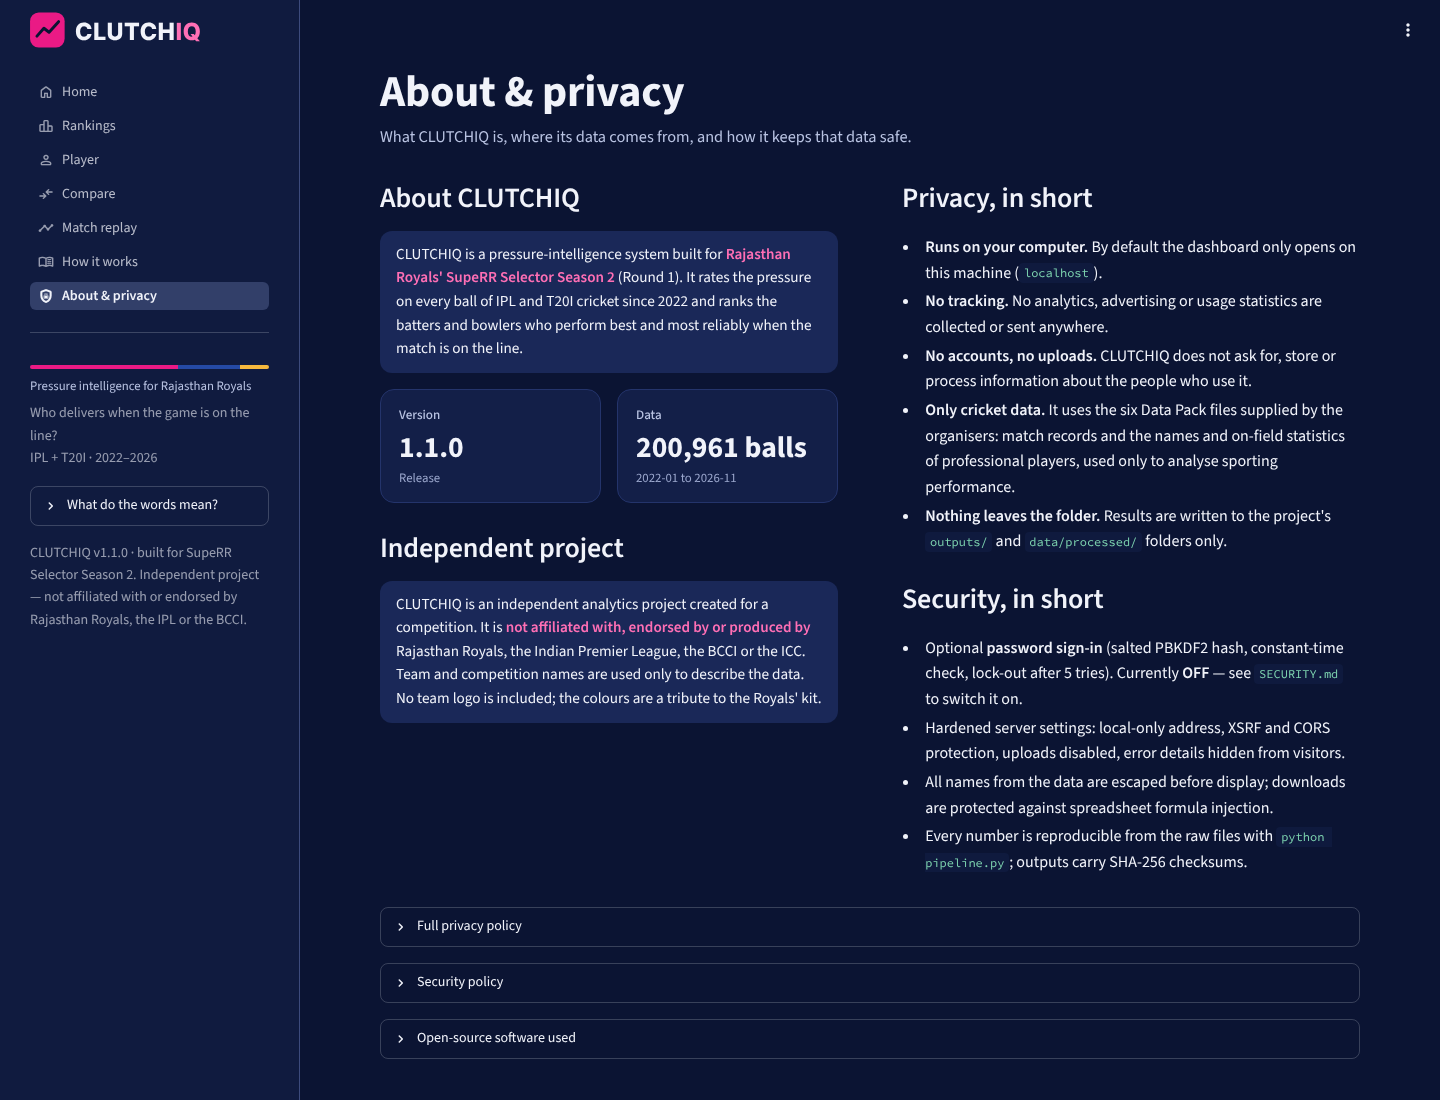 CLUTCHIQ
Home
Rankings
Player
Compare
Match replay
How it works
About & privacy
Pressure intelligence for Rajasthan Royals
Who delivers when the game is on the
line?
IPL + T20I · 2022–2026
What do the words mean?
CLUTCHIQ v1.1.0 · built for SupeRR
Selector Season 2. Independent project
— not affiliated with or endorsed by
Rajasthan Royals, the IPL or the BCCI.
About & privacy
What CLUTCHIQ is, where its data comes from, and how it keeps that data safe.
About CLUTCHIQ
CLUTCHIQ is a pressure-intelligence system built for Rajasthan
Royals' SupeRR Selector Season 2 (Round 1). It rates the pressure
on every ball of IPL and T20I cricket since 2022 and ranks the
batters and bowlers who perform best and most reliably when the
match is on the line.
Version
1.1.0
Release
Data
200,961 balls
2022-01 to 2026-11
Independent project
CLUTCHIQ is an independent analytics project created for a
competition. It is not affiliated with, endorsed by or produced by
Rajasthan Royals, the Indian Premier League, the BCCI or the ICC.
Team and competition names are used only to describe the data.
No team logo is included; the colours are a tribute to the Royals' kit.
Privacy, in short
• Runs on your computer. By default the dashboard only opens on
this machine ( localhost ).
• No tracking. No analytics, advertising or usage statistics are
collected or sent anywhere.
• No accounts, no uploads. CLUTCHIQ does not ask for, store or
process information about the people who use it.
• Only cricket data. It uses the six Data Pack files supplied by the
organisers: match records and the names and on-field statistics
of professional players, used only to analyse sporting
performance.
• Nothing leaves the folder. Results are written to the project's
outputs/ and data/processed/ folders only.
Security, in short
• Optional password sign-in (salted PBKDF2 hash, constant-time
check, lock-out after 5 tries). Currently OFF — see SECURITY.md
to switch it on.
• Hardened server settings: local-only address, XSRF and CORS
protection, uploads disabled, error details hidden from visitors.
• All names from the data are escaped before display; downloads
are protected against spreadsheet formula injection.
• Every number is reproducible from the raw files with python
pipeline.py ; outputs carry SHA-256 checksums.
Full privacy policy
Security policy
Open-source software used